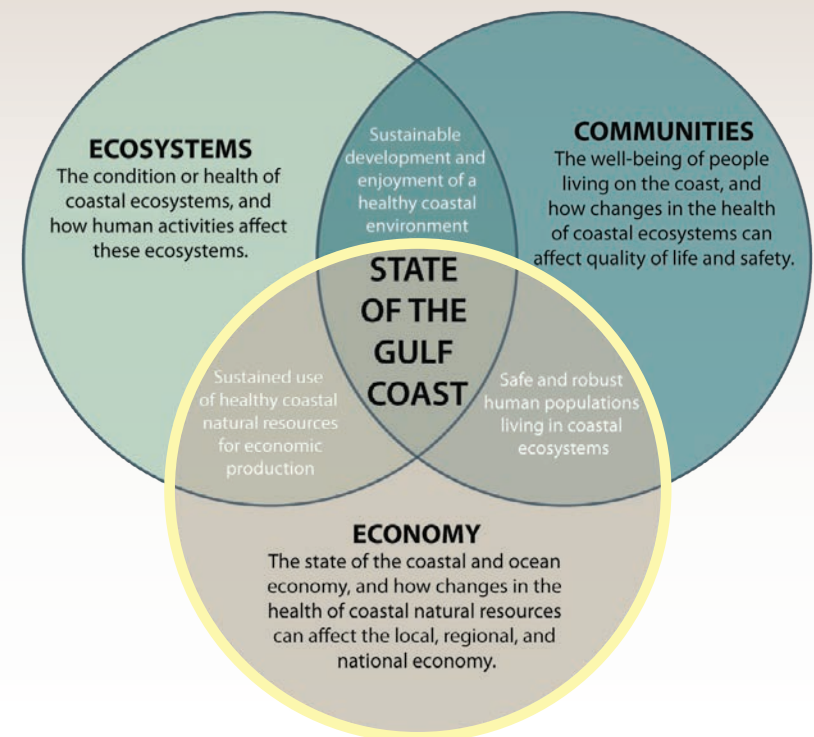 ECOSYSTEMS
The condition or health of
coastal ecosystems, and
how human activities affect
these ecosystems.
Sustainable
development and
enjoyment of a
healthy coastal
environment
COMMUNITIES
The well-being of people
living on the coast, and
how changes in the health
of coastal ecosystems can
affect quality of life and safety.
STATE
OF THE
GULF
COAST
Sustained use
of healthy coastal
natural resources
for economic
production
Safe and robust
human populations
living in coastal
ecosystems
ECONOMY
The state of the coastal and ocean
economy, and how changes in the
health of coastal natural resources
can affect the local, regional, and
national economy.